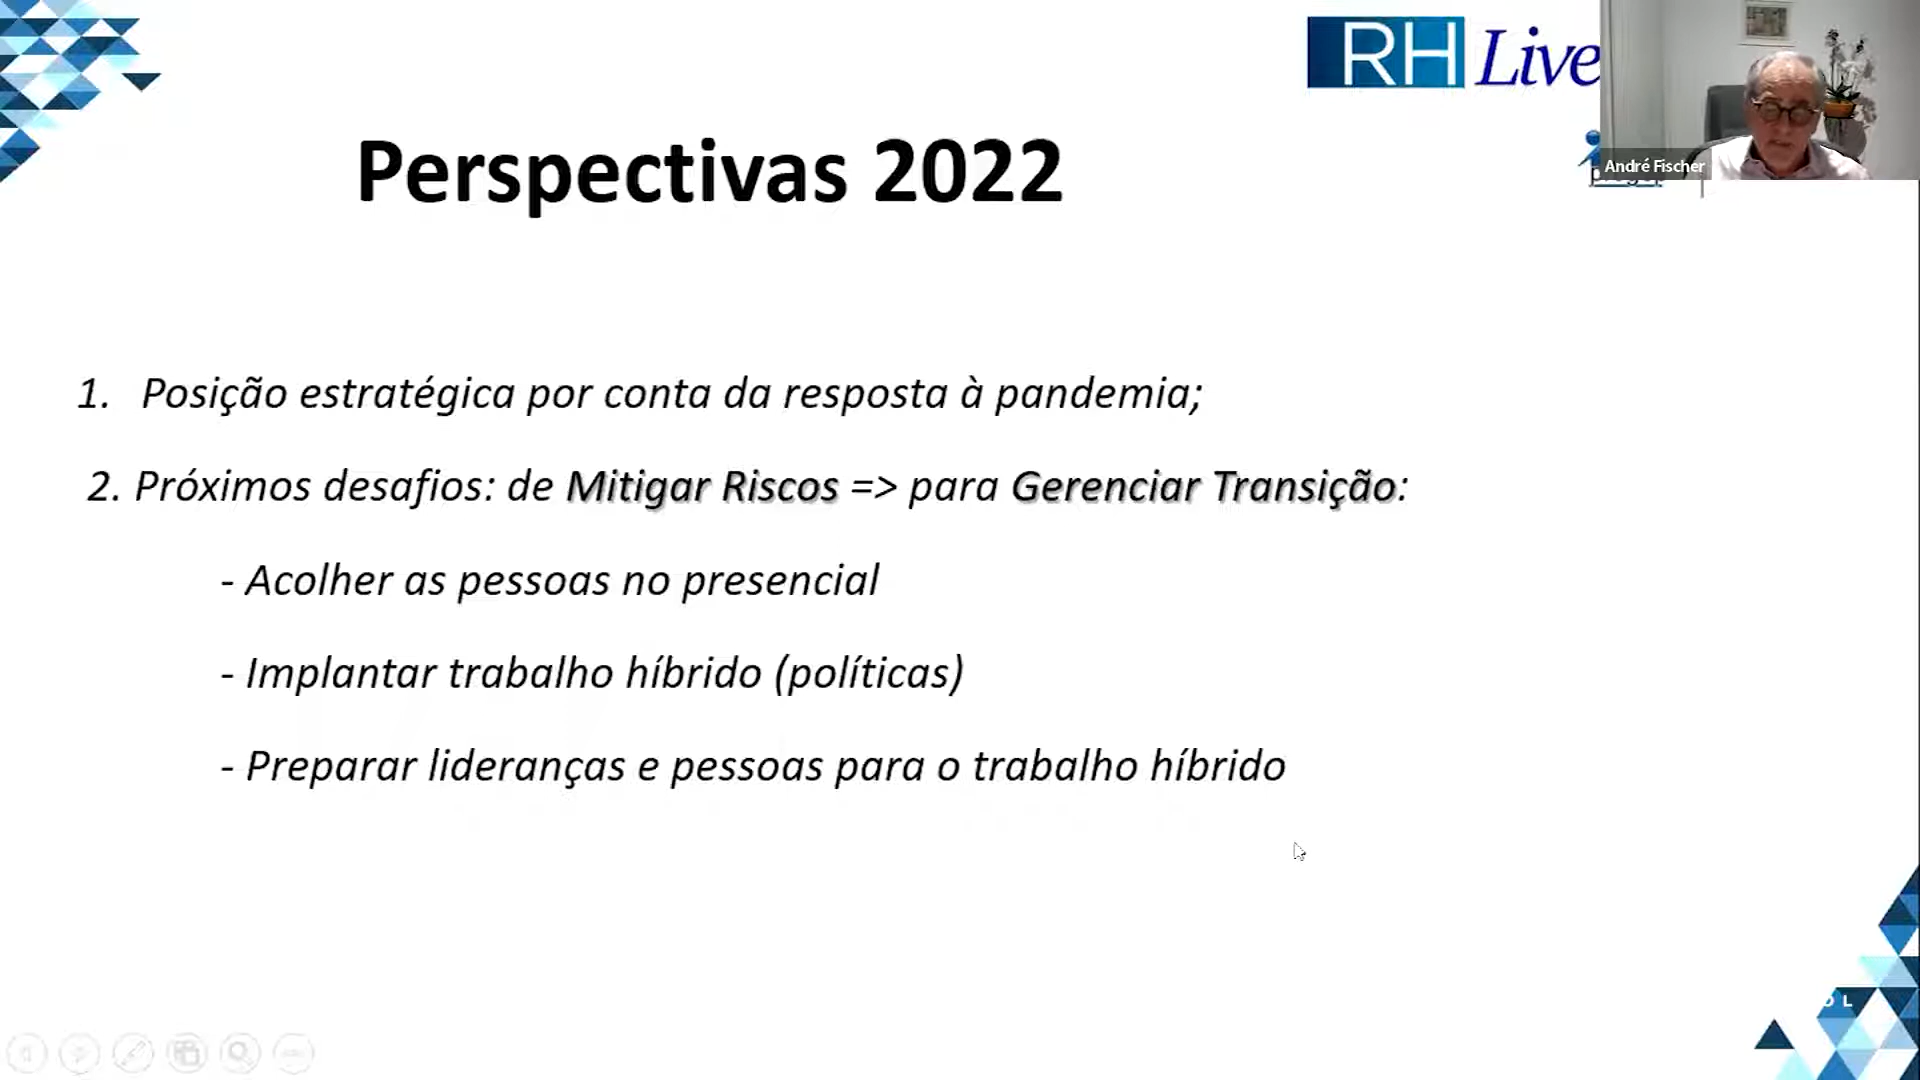 RH Live
André Fischer
Perspectivas 2022
1. Posição estratégica por conta da resposta à pandemia;
2. Próximos desafios: de Mitigar Riscos => para Gerenciar Transição:
- Acolher as pessoas no presencial
- Implantar trabalho híbrido (políticas)
- Preparar lideranças e pessoas para o trabalho híbrido